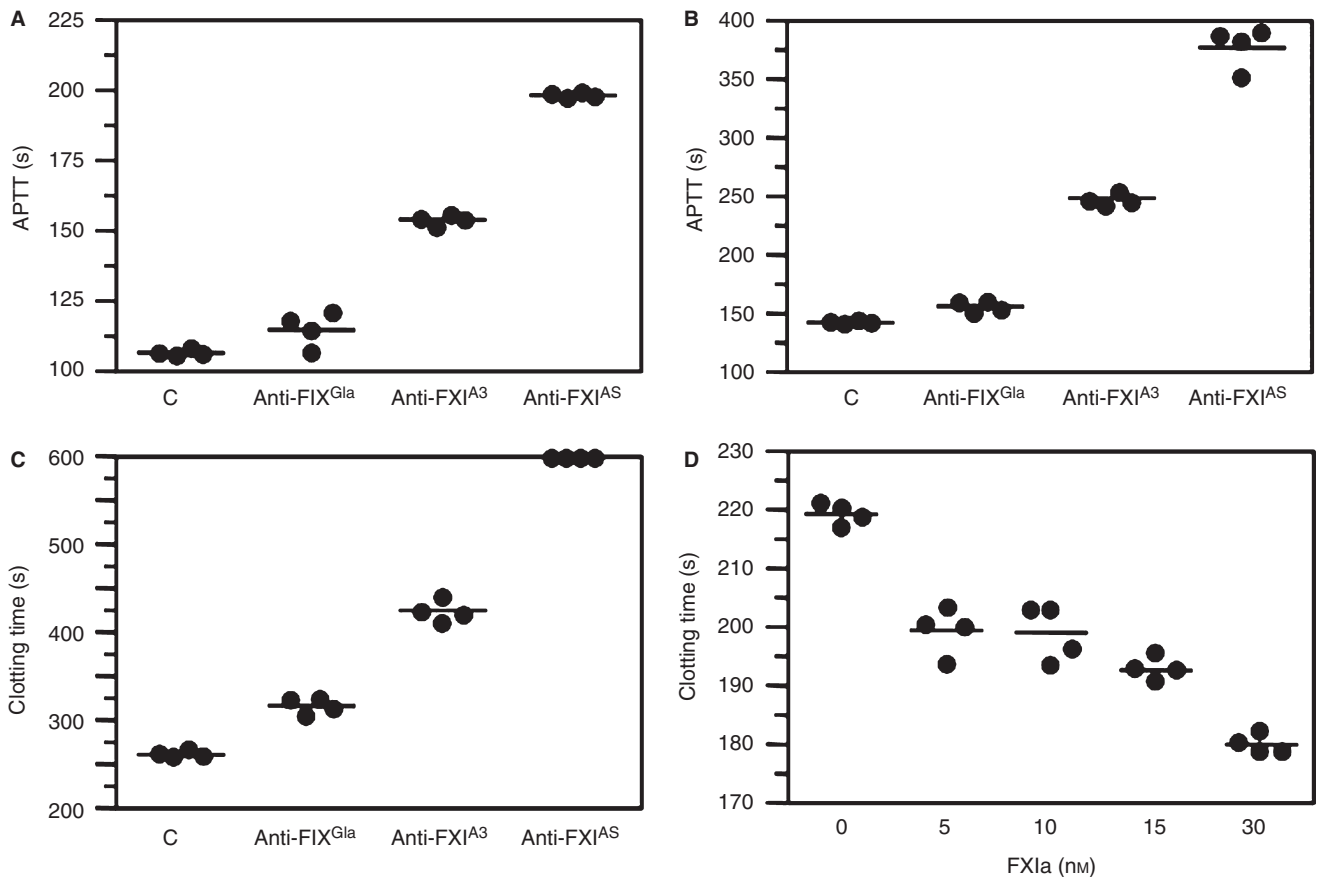 A
225
200
175
150
125
100
APTT (s)
C Anti-FIXGla Anti-FXIA3 Anti-FXIAS
B
400
350
300
250
200
150
100
APTT (s)
C Anti-FIXGla Anti-FXIA3 Anti-FXIAS
C
600
500
400
300
200
Clotting time (s)
C Anti-FIXGla Anti-FXIA3 Anti-FXIAS
D
230
220
210
200
190
180
170
Clotting time (s)
0 5 10 15 30
FXIa (nM)